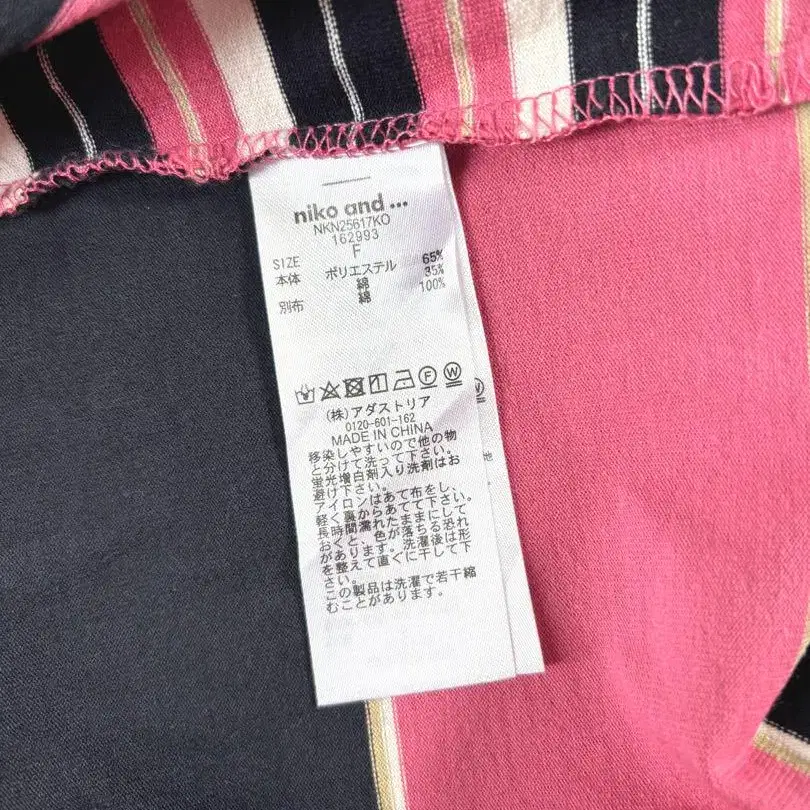 niko and ...
NKN25617KO
162993
SIZE F
本体 ポリエステル 65%
綿 35%
別布 綿 100%
F W W
(株)アダストリア
0120-601-162
MADE IN CHINA
移染しやすいので他の物
と分けて洗って下さい。
蛍光増白剤入り洗剤はお
避け下さい。
アイロンはあて布をし、
軽く裏からあてて下さい。
長時間濡れたままにして
おくと、色が落ちる恐れ
があります。洗濯後は形
を整えて直ぐに干して下
さい。
この製品は洗濯で若干縮
むことがあります。
他